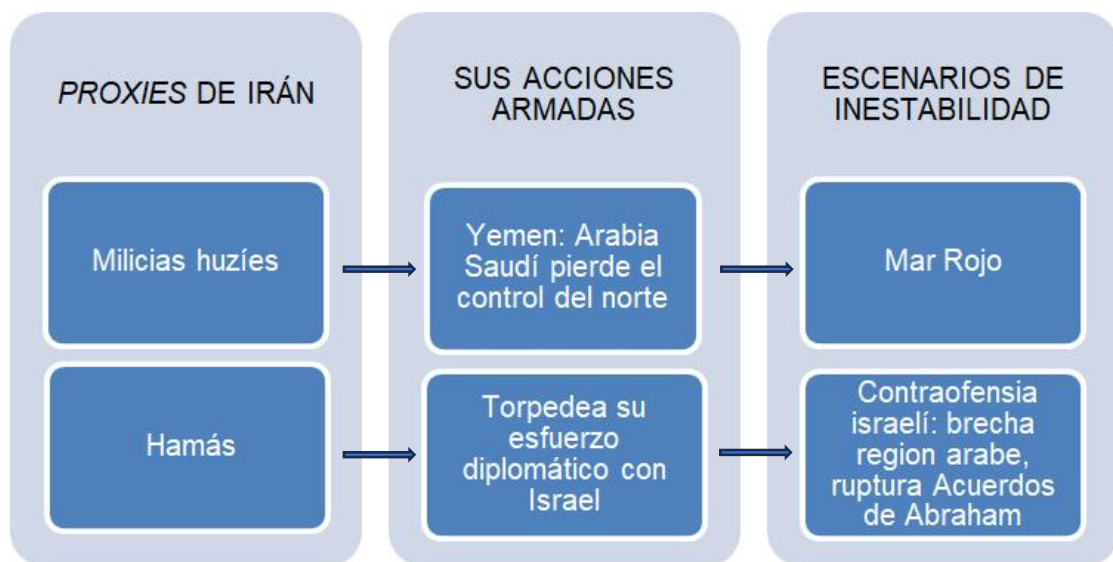 PROXIES DE IRÁN
SUS ACCIONES
ARMADAS
ESCENARIOS DE
INESTABILIDAD
Milicias huzíes
Yemen: Arabia
Saudí pierde el
control del norte
Mar Rojo
Hamás
Torpedea su
esfuerzo
diplomático con
Israel
Contraofensia
israelí: brecha
region arabe,
ruptura Acuerdos
de Abraham